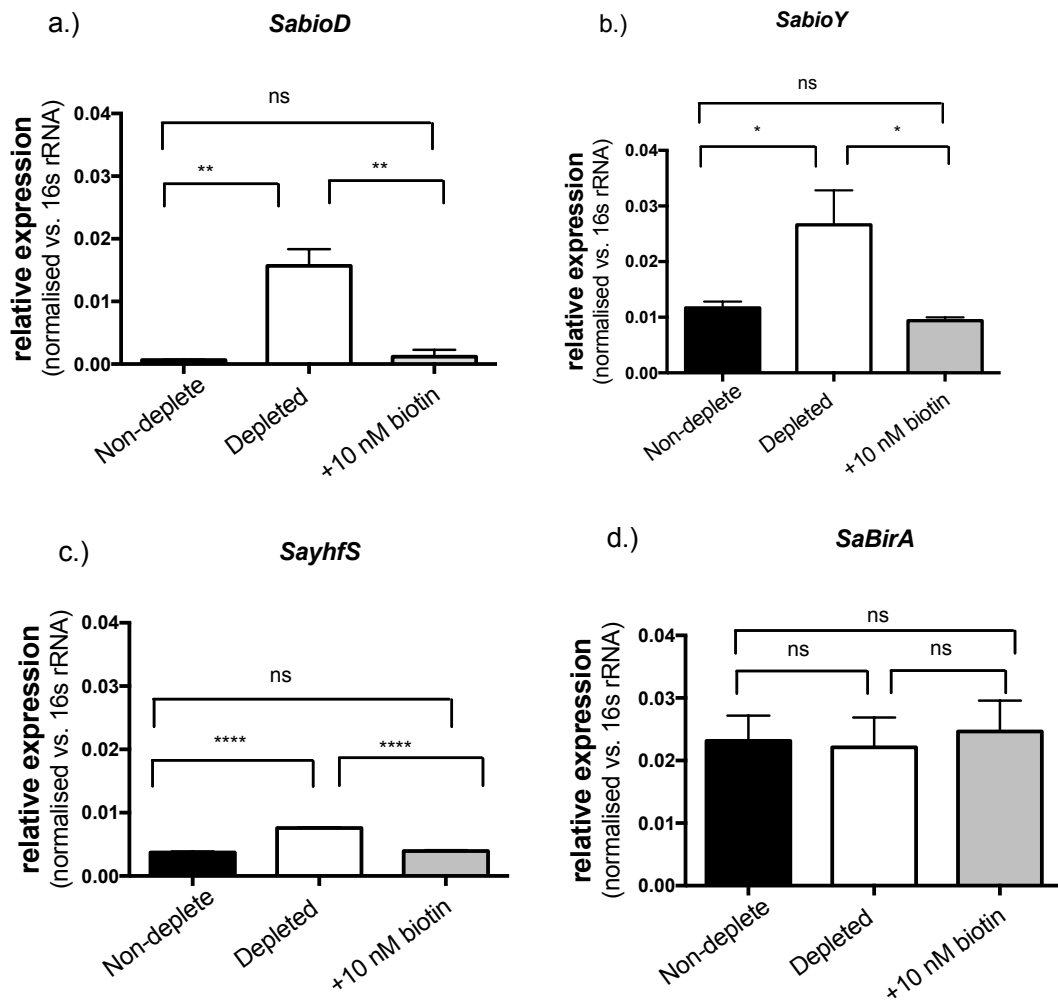 a.)
SabioD
relative expression
(normalised vs. 16s rRNA)
0.04
0.03
0.02
0.01
0.00
ns
**
**
Non-deplete
Depleted
+10 nM biotin
b.)
SabioY
relative expression
(normalised vs. 16s rRNA)
0.04
0.03
0.02
0.01
0.00
ns
*
*
Non-deplete
Depleted
+10 nM biotin
c.)
SayhfS
relative expression
(normalised vs. 16s rRNA)
0.04
0.03
0.02
0.01
0.00
ns
****
****
Non-deplete
Depleted
+10 nM biotin
d.)
SaBirA
relative expression
(normalised vs. 16s rRNA)
0.04
0.03
0.02
0.01
0.00
ns
ns
ns
Non-deplete
Depleted
+10 nM biotin